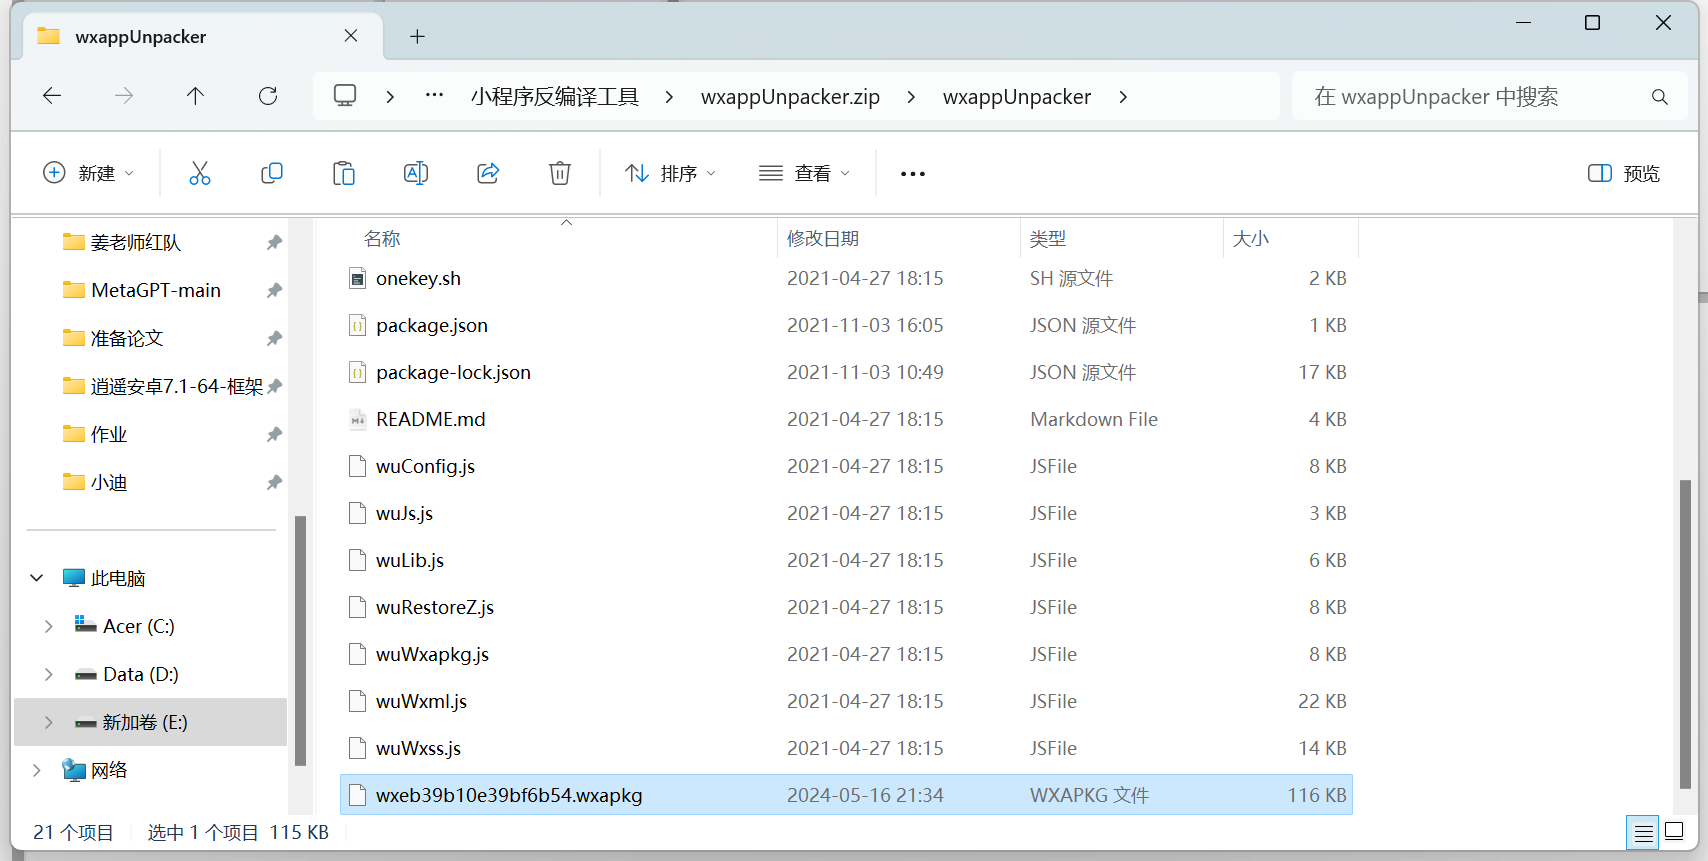 wxappUnpacker
小程序反编译工具 wxappUnpacker.zip wxappUnpacker
在 wxappUnpacker 中搜索
新建 排序 查看 预览
姜老师红队
MetaGPT-main
准备论文
逍遥安卓7.1-64-框架
作业
小迪
此电脑
Acer (C:)
Data (D:)
新加卷 (E:)
网络
名称 修改日期 类型 大小
onekey.sh 2021-04-27 18:15 SH 源文件 2 KB
package.json 2021-11-03 16:05 JSON 源文件 1 KB
package-lock.json 2021-11-03 10:49 JSON 源文件 17 KB
README.md 2021-04-27 18:15 Markdown File 4 KB
wuConfig.js 2021-04-27 18:15 JSFile 8 KB
wuJs.js 2021-04-27 18:15 JSFile 3 KB
wuLib.js 2021-04-27 18:15 JSFile 6 KB
wuRestoreZ.js 2021-04-27 18:15 JSFile 8 KB
wuWxapkg.js 2021-04-27 18:15 JSFile 8 KB
wuWxml.js 2021-04-27 18:15 JSFile 22 KB
wuWxss.js 2021-04-27 18:15 JSFile 14 KB
wxeb39b10e39bf6b54.wxapkg 2024-05-16 21:34 WXAPKG 文件 116 KB
21 个项目 选中 1 个项目 115 KB